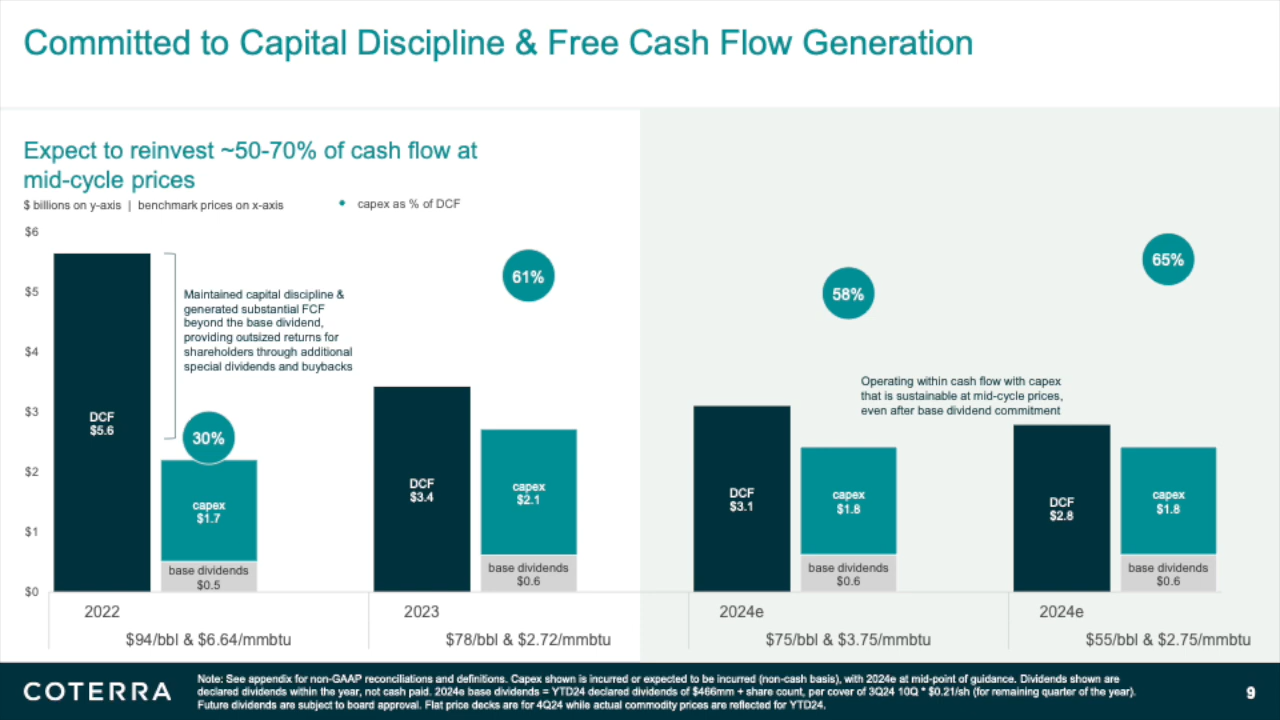 Committed to Capital Discipline & Free Cash Flow Generation
Expect to reinvest ~50-70% of cash flow at
mid-cycle prices
$ billions on y-axis | benchmark prices on x-axis
capex as % of DCF
$6
$5
$4
$3
$2
$1
$0
DCF
$5.6
Maintained capital discipline &
generated substantial FCF
beyond the base dividend,
providing outsized returns for
shareholders through additional
special dividends and buybacks
30%
capex
$1.7
base dividends
$0.5
2022
$94/bbl & $6.64/mmbtu
61%
DCF
$3.4
capex
$2.1
base dividends
$0.6
2023
$78/bbl & $2.72/mmbtu
58%
DCF
$3.1
capex
$1.8
base dividends
$0.6
2024e
$75/bbl & $3.75/mmbtu
Operating within cash flow with capex
that is sustainable at mid-cycle prices,
even after base dividend commitment
65%
DCF
$2.8
capex
$1.8
base dividends
$0.6
2024e
$55/bbl & $2.75/mmbtu
COTERRA
Note: See appendix for non-GAAP reconciliations and definitions. Capex shown is incurred or expected to be incurred (non-cash basis), with 2024e at mid-point of guidance. Dividends shown are
declared dividends within the year, not cash paid. 2024e base dividends = YTD24 declared dividends of $466mm + share count, per cover of 3Q24 10Q * $0.21/sh (for remaining quarter of the year).
Future dividends are subject to board approval. Flat price decks are for 4Q24 while actual commodity prices are reflected for YTD24.
9